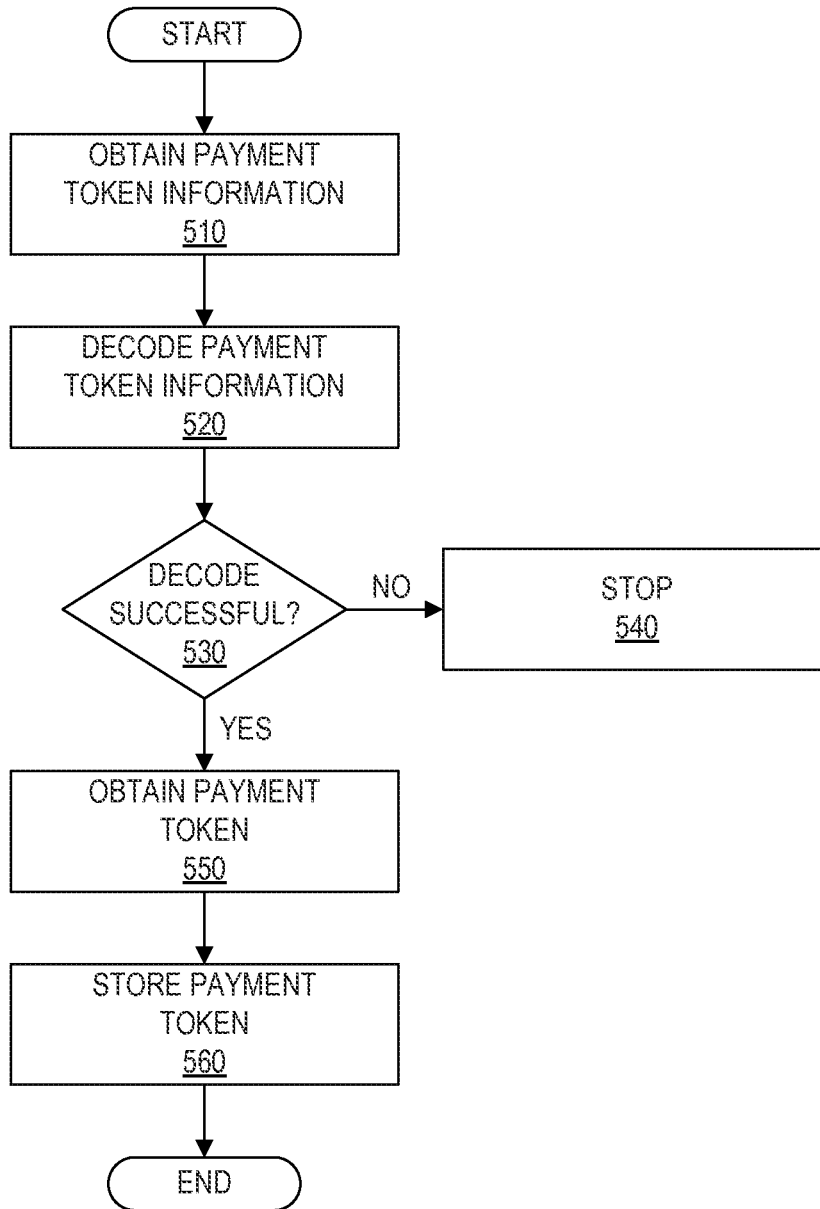 START
OBTAIN PAYMENT
TOKEN INFORMATION
510
DECODE PAYMENT
TOKEN INFORMATION
520
DECODE
SUCCESSFUL?
530
NO
STOP
540
YES
OBTAIN PAYMENT
TOKEN
550
STORE PAYMENT
TOKEN
560
END